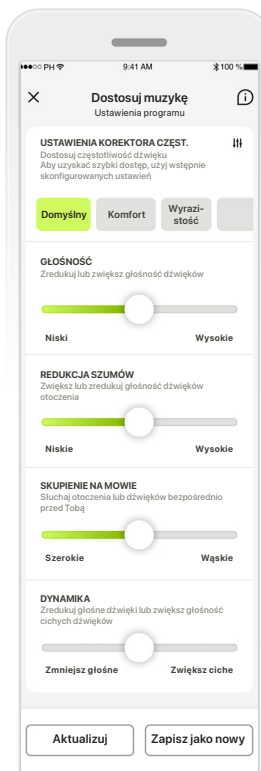 ●●●○○ PH 9:41 AM 100 %
Dostosuj muzykę
Ustawienia programu
USTAWIENIA KOREKTORA CZĘST.
Dostosuj częstotliwość dźwięku
Aby uzyskać szybki dostęp, użyj wstępnie
skonfigurowanych ustawień
Domyślny Komfort Wyrazi-
stość
GŁOŚNOŚĆ
Zredukuj lub zwiększ głośność dźwięków
Niski Wysokie
REDUKCJA SZUMÓW
Zwiększ lub zredukuj głośność dźwięków
otoczenia
Niskie Wysokie
SKUPIENIE NA MOWIE
Słuchaj otoczenia lub dźwięków bezpośrednio
przed Tobą
Szerokie Wąskie
DYNAMIKA
Zredukuj głośne dźwięki lub zwiększ głośność
cichych dźwięków
Zmniejsz głośne Zwiększ ciche
Aktualizuj Zapisz jako nowy